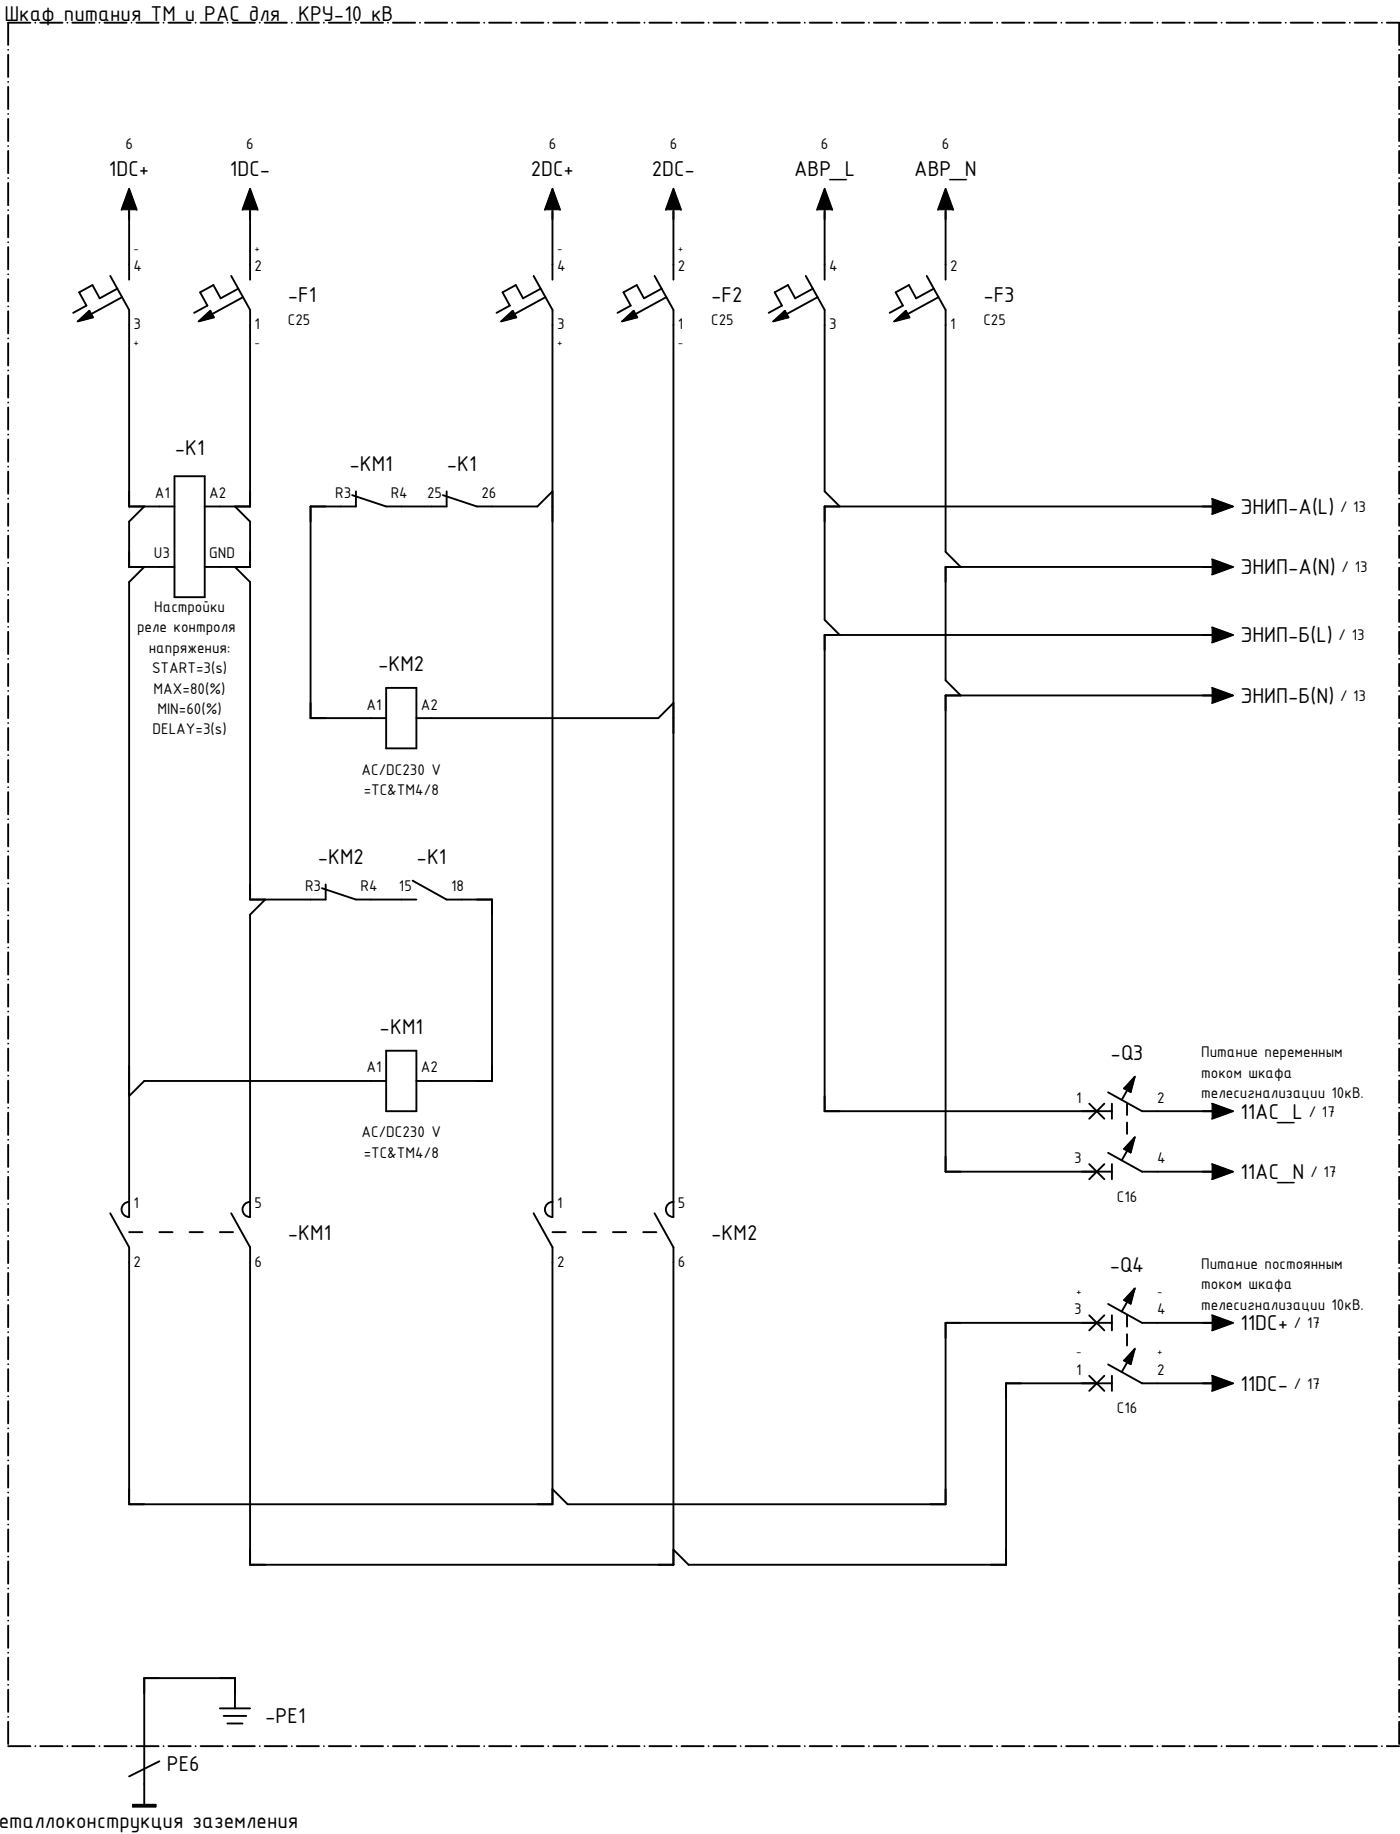 Шкаф питания ТМ и РАС для КРУ-10 кВ
6 6 6 6 6 6
1DC+ 1DC- 2DC+ 2DC- АВР__L АВР__N
- + - +
4 2 4 2 4 2
-F1 -F2 -F3
C25 C25 C25
3 1 3 1 3 1
+ - + -
-K1
-KM1 -K1
A1 A2 R3 R4 25 26
ЭНИП-А(L) / 13
U3 GND
ЭНИП-А(N) / 13
Настройки
реле контроля
напряжения:
START=3(s)
MAX=80(%)
MIN=60(%)
DELAY=3(s)
ЭНИП-Б(L) / 13
-KM2
A1 A2
ЭНИП-Б(N) / 13
AC/DC230 V
=TC&TM4/8
-KM2 -K1
R3 R4 15 18
-KM1
A1 A2
AC/DC230 V
=TC&TM4/8
-Q3
Питание переменным
током шкафа
телесигнализации 10кВ.
1 2
11AC__L / 17
3 4
11AC__N / 17
C16
1 5 1 5
-KM1 -KM2
2 6 2 6
-Q4
Питание постоянным
током шкафа
телесигнализации 10кВ.
+ -
3 4
11DC+ / 17
- +
1 2
11DC- / 17
C16
-PE1
PE6
еталлоконструкция заземления